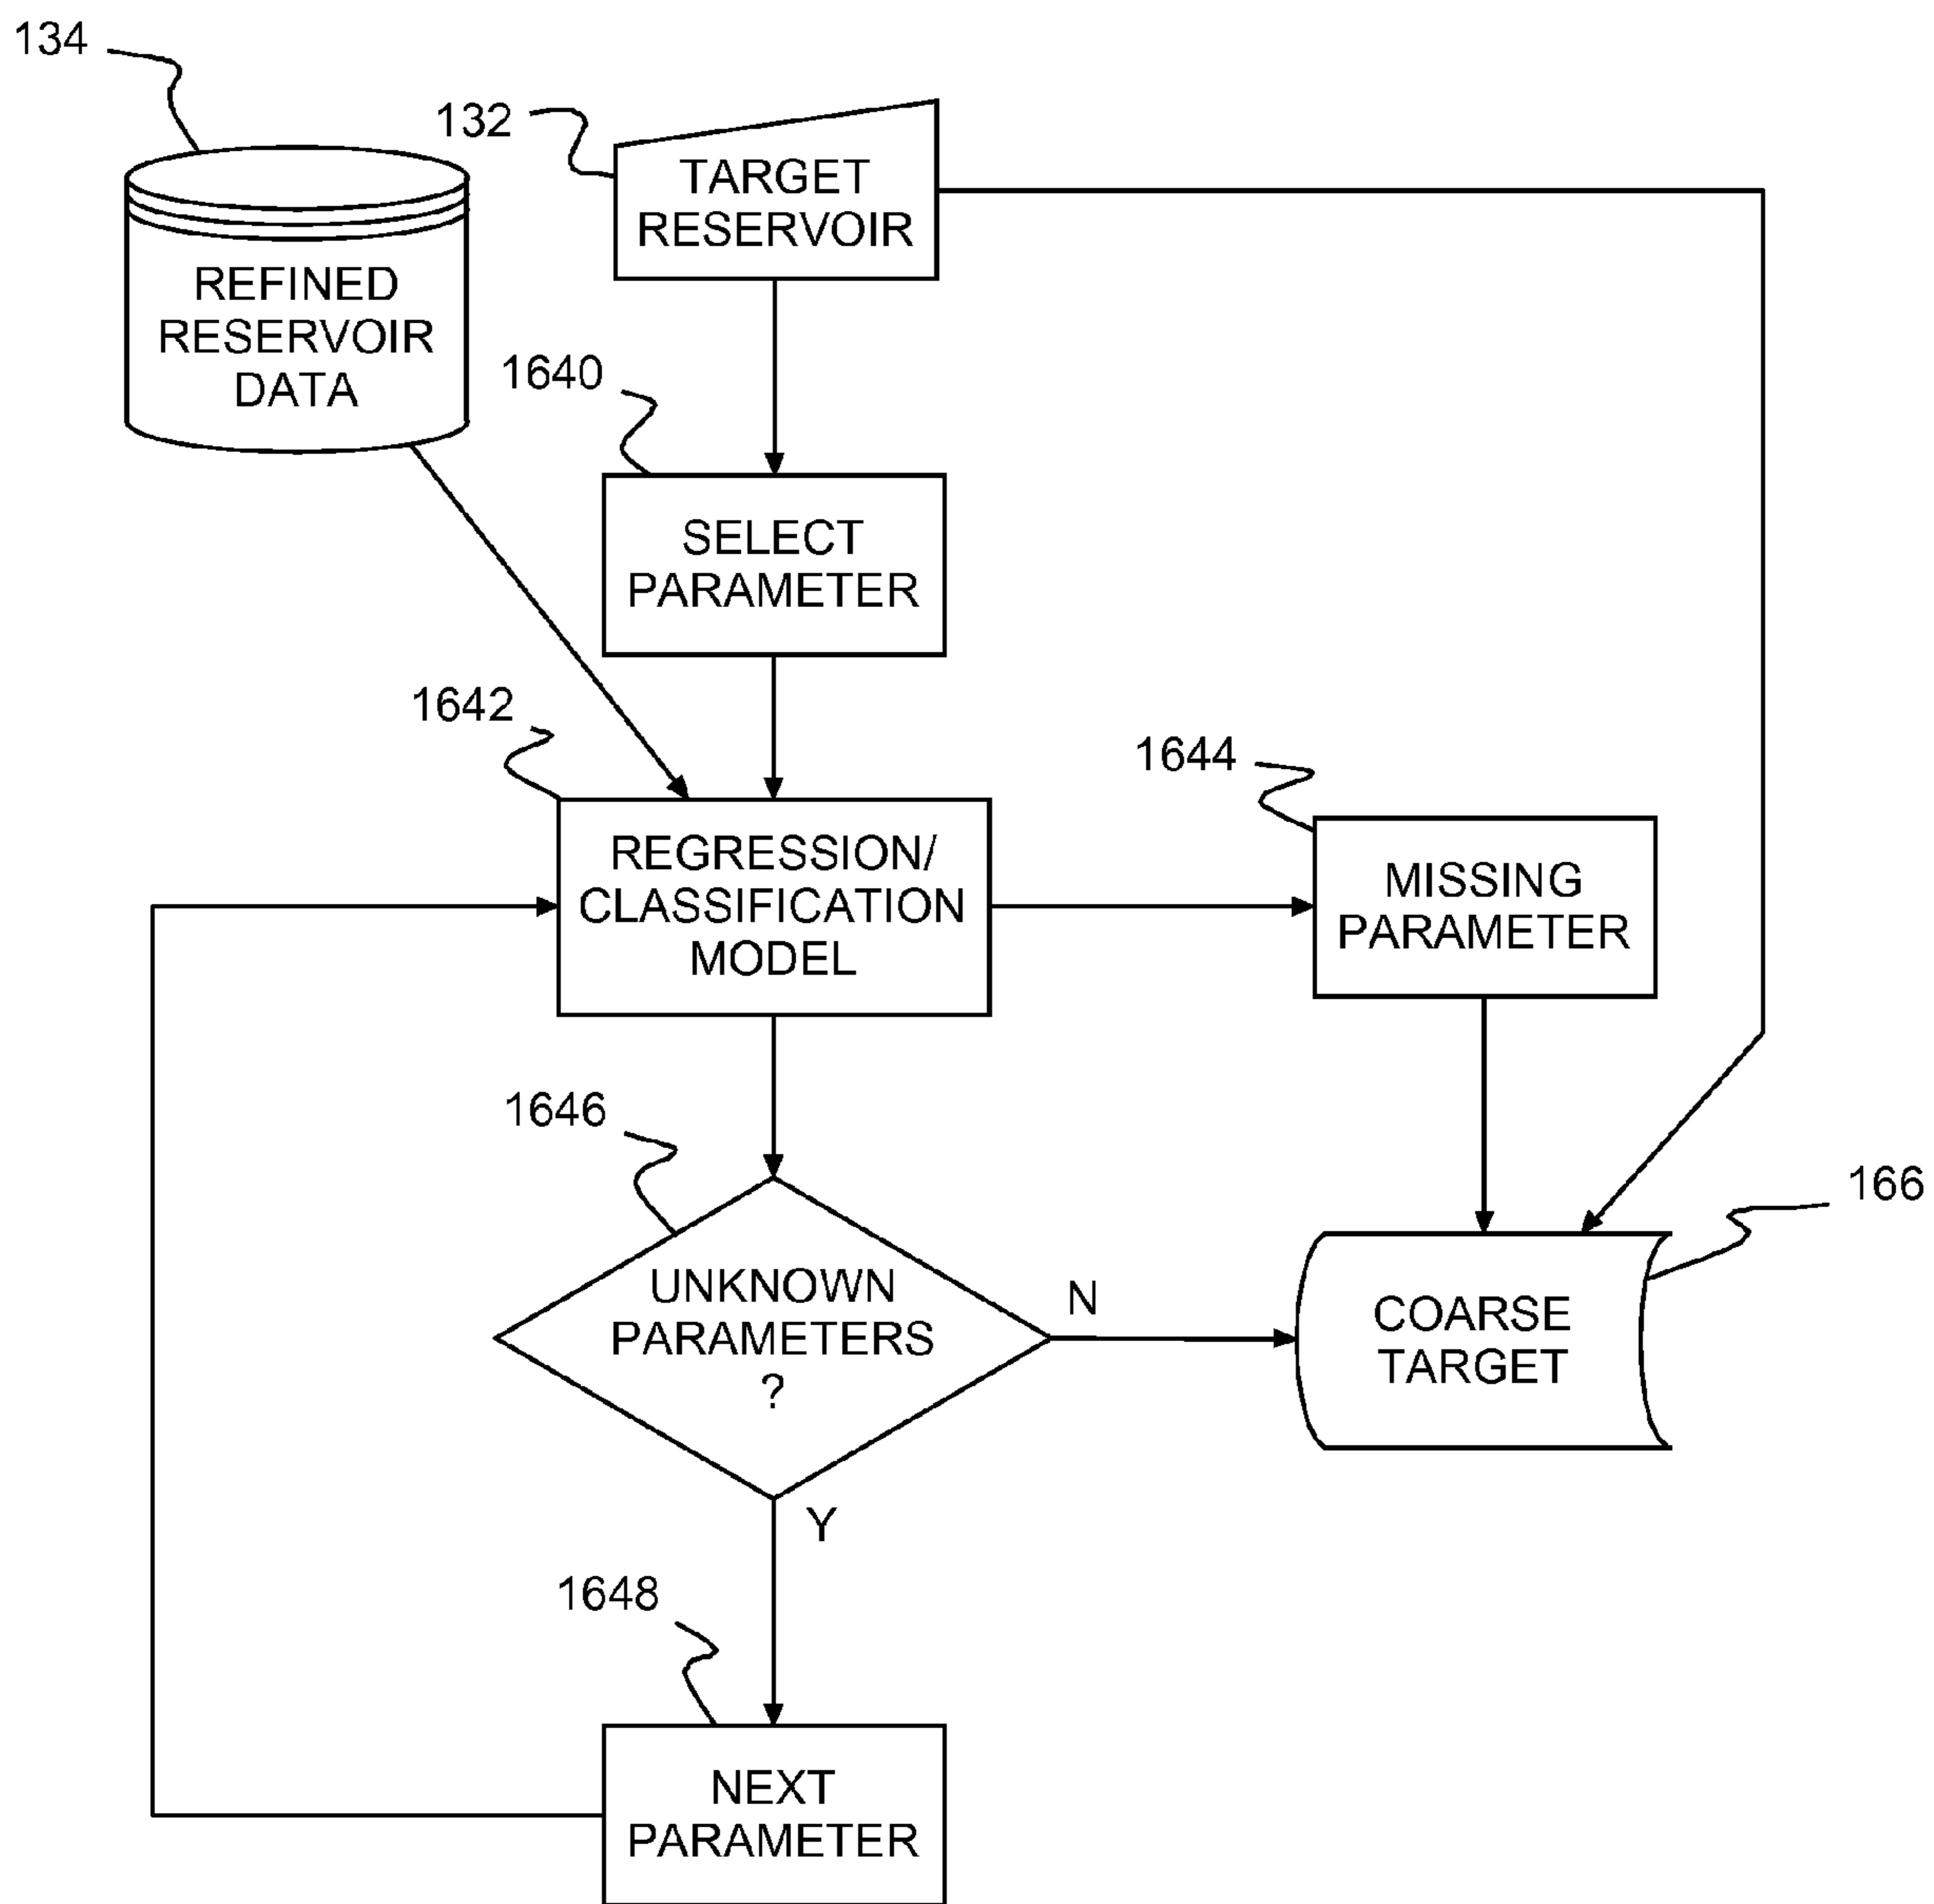 134
132
TARGET
RESERVOIR
REFINED
RESERVOIR
DATA
1640
SELECT
PARAMETER
1642
1644
REGRESSION/
CLASSIFICATION
MODEL
MISSING
PARAMETER
1646
166
UNKNOWN
PARAMETERS
?
N
COARSE
TARGET
Y
1648
NEXT
PARAMETER